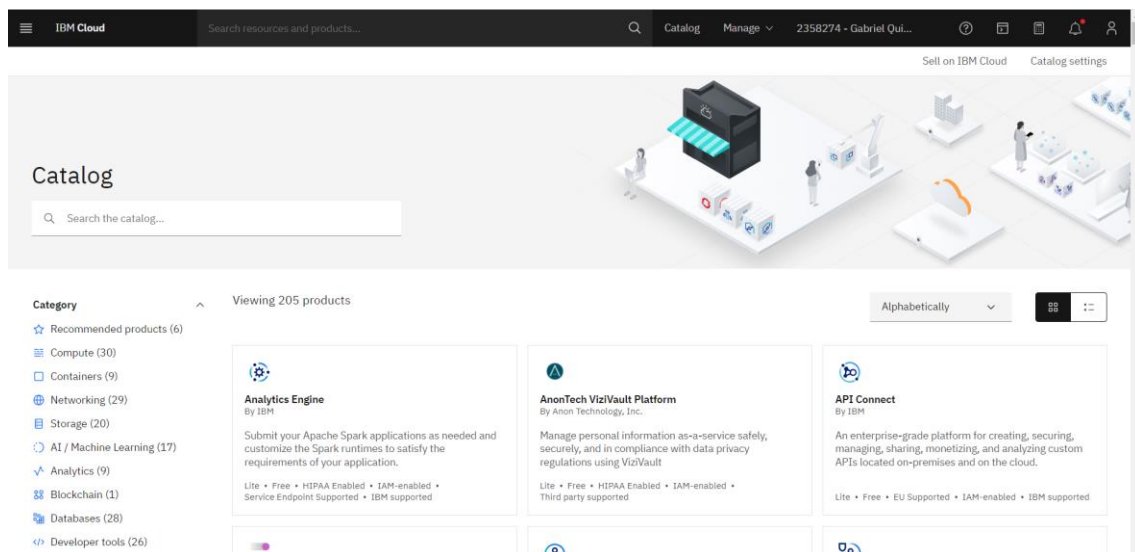 IBM Cloud
Search resources and products...
Catalog
Manage
2358274 - Gabriel Qui...
Sell on IBM Cloud
Catalog settings
Catalog
Search the catalog...
Category
Recommended products (6)
Compute (30)
Containers (9)
Networking (29)
Storage (20)
AI / Machine Learning (17)
Analytics (9)
Blockchain (1)
Databases (28)
Developer tools (26)
Viewing 205 products
Alphabetically
Analytics Engine
By IBM
Submit your Apache Spark applications as needed and
customize the Spark runtimes to satisfy the
requirements of your application.
Lite • Free • HIPAA Enabled • IAM-enabled •
Service Endpoint Supported • IBM supported
AnonTech ViziVault Platform
By Anon Technology, Inc.
Manage personal information as-a-service safely,
securely, and in compliance with data privacy
regulations using ViziVault
Lite • Free • HIPAA Enabled • IAM-enabled •
Third party supported
API Connect
By IBM
An enterprise-grade platform for creating, securing,
managing, sharing, monetizing, and analyzing custom
APIs located on-premises and on the cloud.
Lite • Free • EU Supported • IAM-enabled • IBM supported